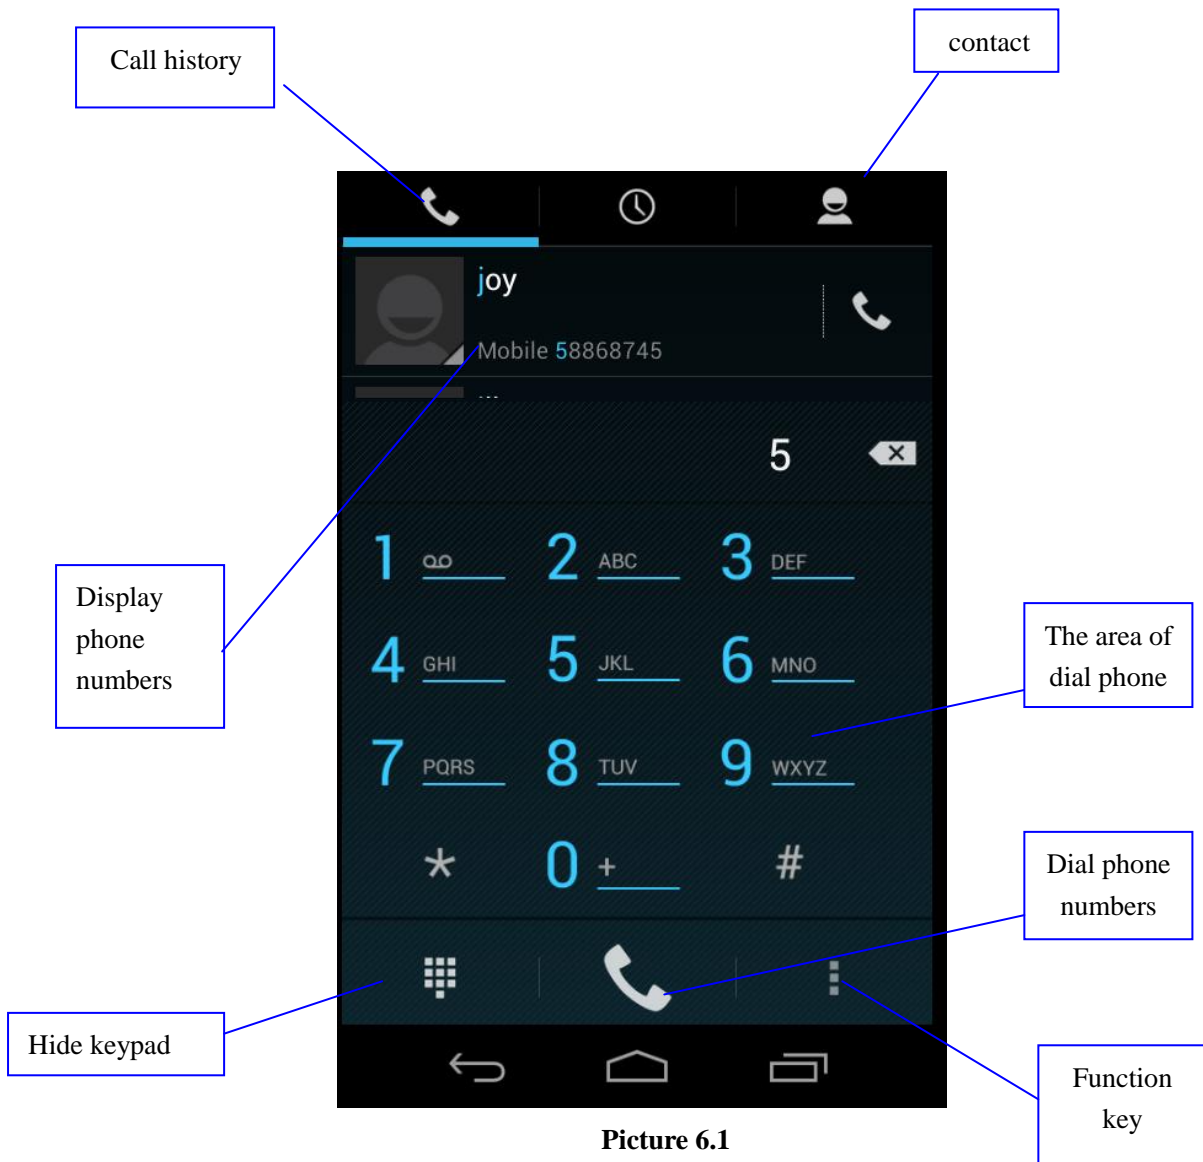 Call history
contact
joy
Mobile 58868745
5
1
2 ABC
3 DEF
Display
phone
numbers
4 GHI
5 JKL
6 MNO
The area of
dial phone
7 PQRS
8 TUV
9 WXYZ
*
0 +
#
Dial phone
numbers
Hide keypad
Function
key
Picture 6.1